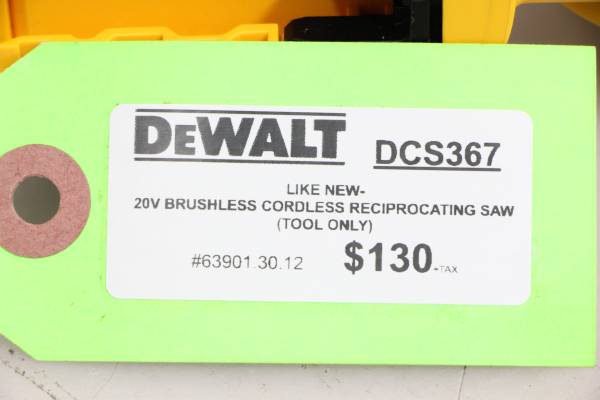 DEWALT DCS367
LIKE NEW-
20V BRUSHLESS CORDLESS RECIPROCATING SAW
(TOOL ONLY)
#63901.30.12 $130.-TAX